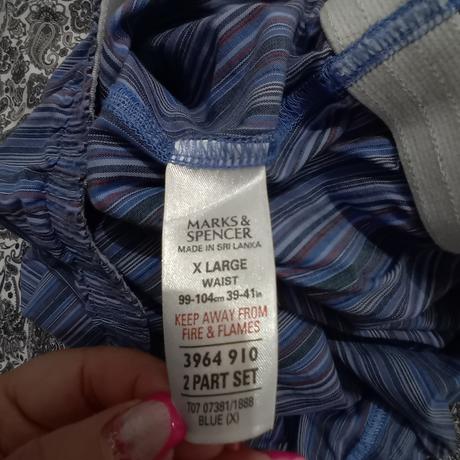 MARKS &
SPENCER
MADE IN SRI LANKA
X LARGE
WAIST
99-104cm 39-41in
KEEP AWAY FROM
FIRE & FLAMES
3964 910
2 PART SET
T07 07381/1888
BLUE (X)